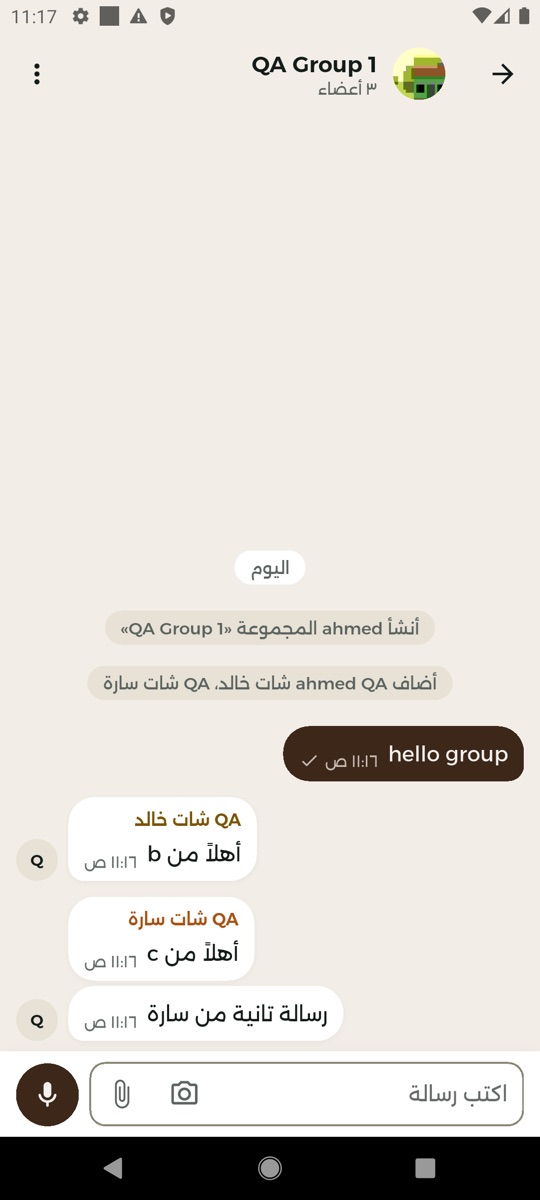 11:17
QA Group 1
٣ أعضاء
اليوم
أنشأ ahmed المجموعة «QA Group 1»
أضاف ahmed QA شات خالد، QA شات سارة
hello group ١١:١٦ ص
QA شات خالد
أهلاً من b ١١:١٦ ص
Q
QA شات سارة
أهلاً من c ١١:١٦ ص
رسالة تانية من سارة ١١:١٦ ص
Q
اكتب رسالة